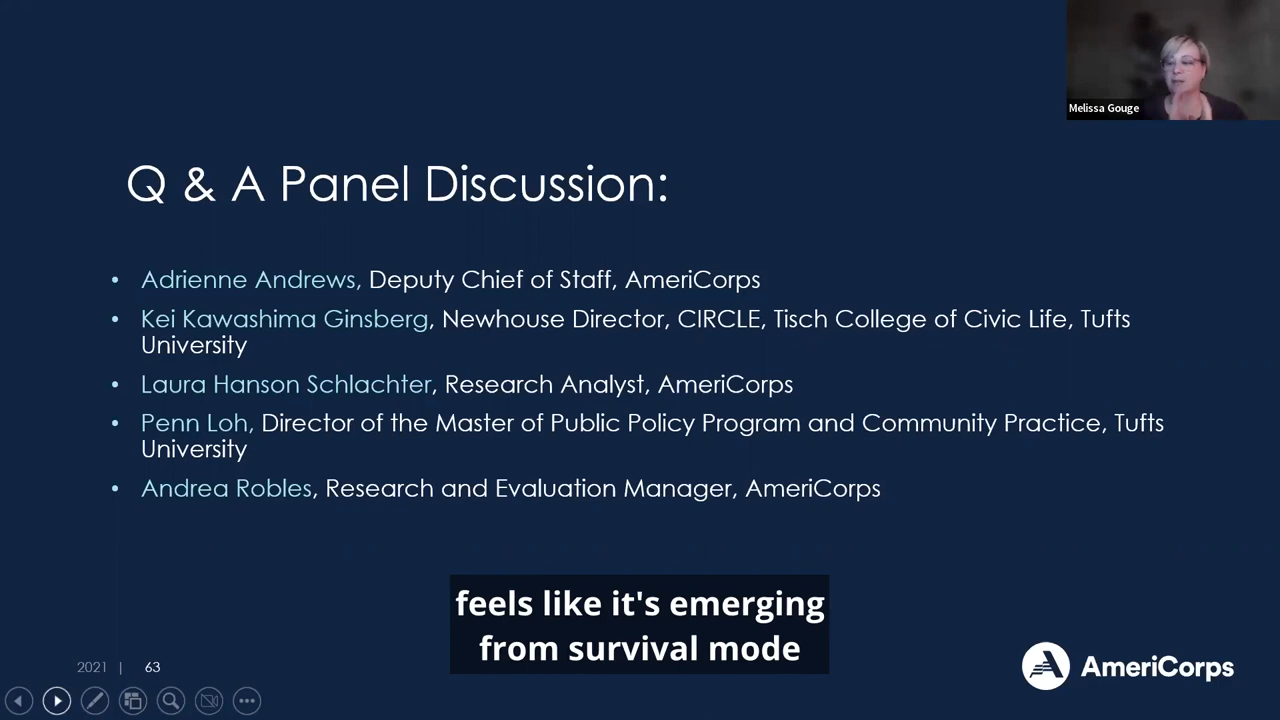 Melissa Gouge
Q & A Panel Discussion:
• Adrienne Andrews, Deputy Chief of Staff, AmeriCorps
• Kei Kawashima Ginsberg, Newhouse Director, CIRCLE, Tisch College of Civic Life, Tufts
University
• Laura Hanson Schlachter, Research Analyst, AmeriCorps
• Penn Loh, Director of the Master of Public Policy Program and Community Practice, Tufts
University
• Andrea Robles, Research and Evaluation Manager, AmeriCorps
feels like it's emerging
from survival mode
2021 | 63
AmeriCorps